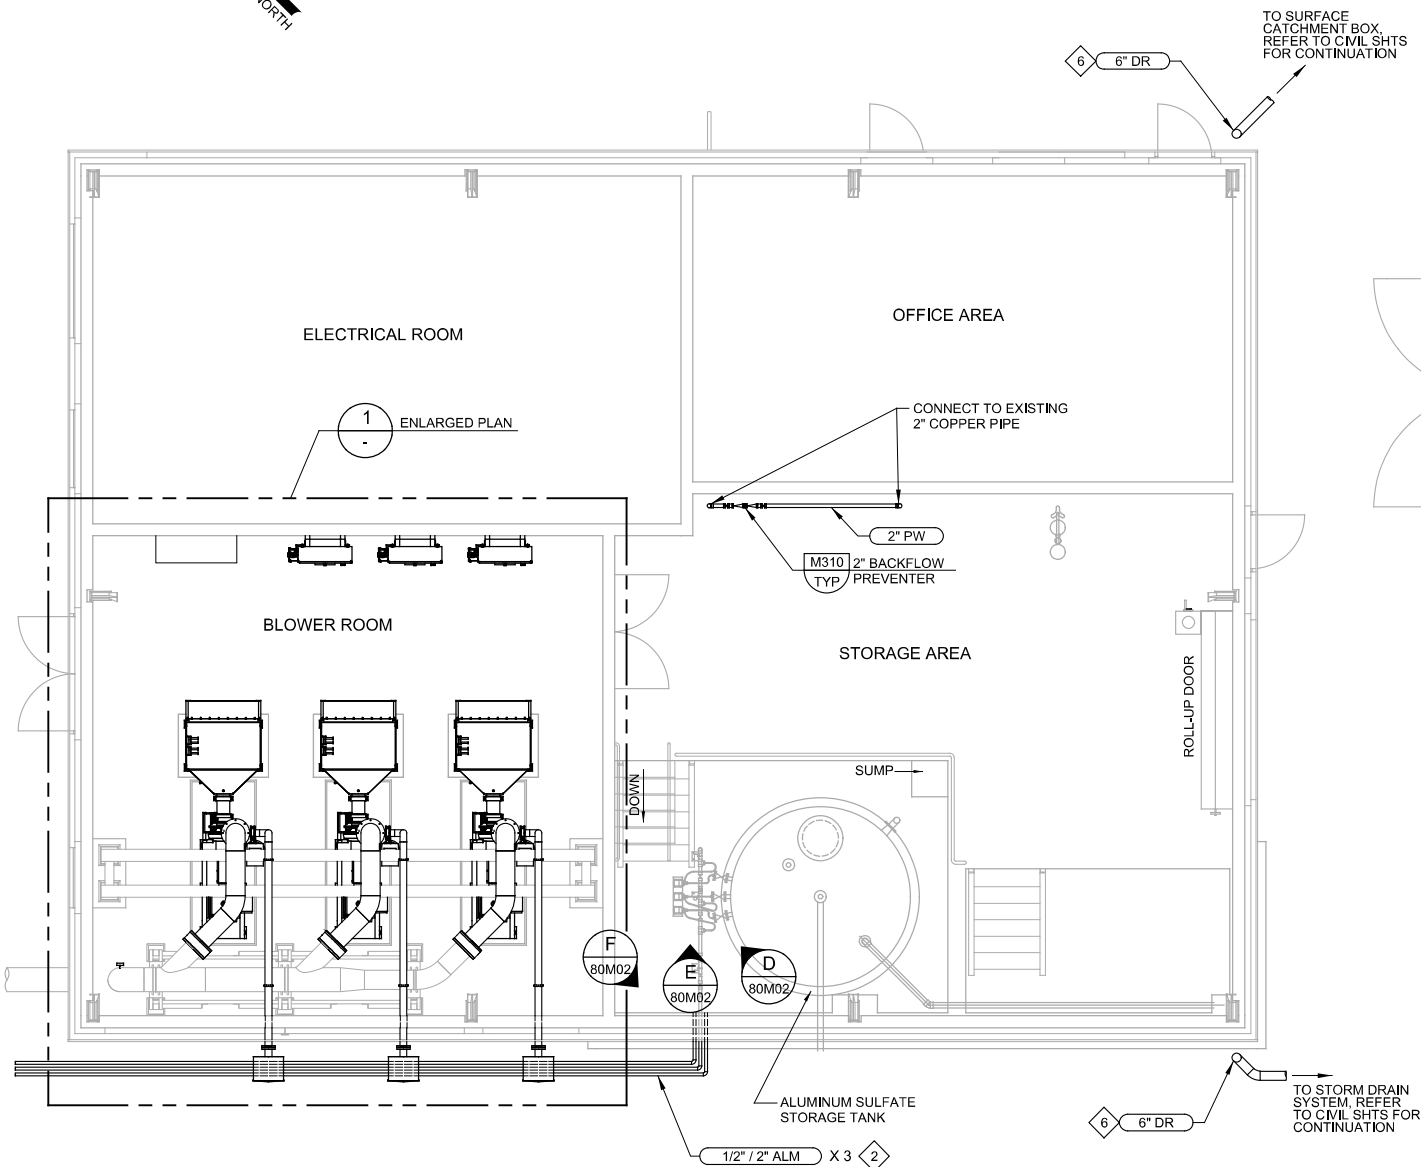 NORTH
TO SURFACE
CATCHMENT BOX,
REFER TO CIVIL SHTS
FOR CONTINUATION
6
6" DR
ELECTRICAL ROOM
OFFICE AREA
1
-
ENLARGED PLAN
CONNECT TO EXISTING
2" COPPER PIPE
2" PW
M310
TYP
2" BACKFLOW
PREVENTER
BLOWER ROOM
STORAGE AREA
ROLL-UP DOOR
SUMP
DOWN
F
80M02
E
80M02
D
80M02
ALUMINUM SULFATE
STORAGE TANK
TO STORM DRAIN
SYSTEM, REFER
TO CIVIL SHTS FOR
CONTINUATION
6
6" DR
1/2" / 2" ALM X 3 2